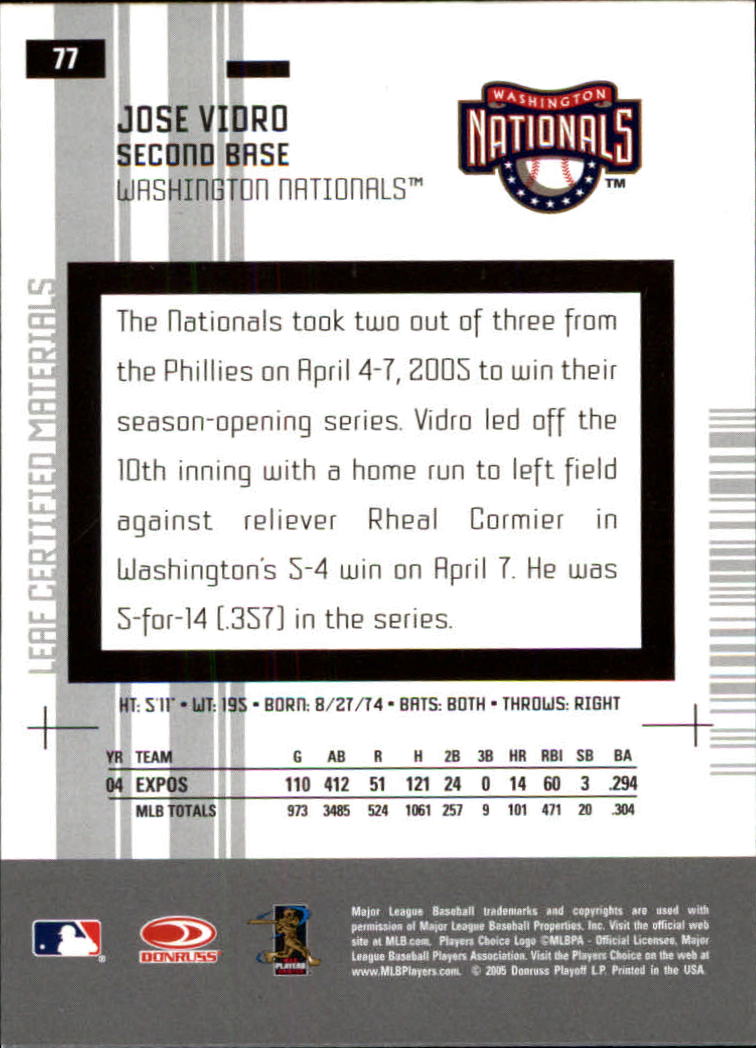 77
JOSE VIDRO
SECOND BASE
WASHINGTON NATIONALS™
WASHINGTON
NATIONALS
TM
LEAF CERTIFIED MATERIALS
The Nationals took two out of three from
the Phillies on April 4-7, 2005 to win their
season-opening series. Vidro led off the
10th inning with a home run to left field
against reliever Rheal Cormier in
Washington's 5-4 win on April 7. He was
5-for-14 (.357) in the series.
HT: 5'11" • WT: 195 • BORN: 8/27/74 • BATS: BOTH • THROWS: RIGHT
YR TEAM G AB R H 2B 3B HR RBI SB BA
04 EXPOS 110 412 51 121 24 0 14 60 3 .294
MLB TOTALS 973 3485 524 1061 257 9 101 471 20 .304
®
DONRUSS
PLAYERS
Major League Baseball trademarks and copyrights are used with
permission of Major League Baseball Properties, Inc. Visit the official web
site at MLB.com. Players Choice Logo ©MLBPA - Official Licensee, Major
League Baseball Players Association. Visit the Players Choice on the web at
www.MLBPlayers.com. © 2005 Donruss Playoff L.P. Printed in the USA